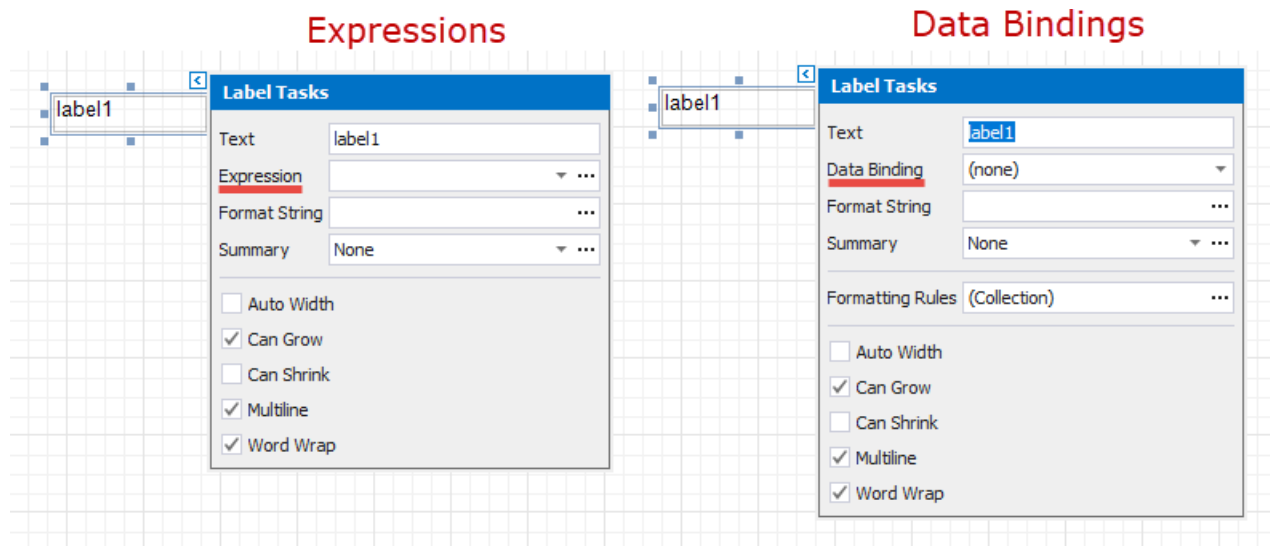 Expressions
label1
Label Tasks
Text label1
Expression
Format String
Summary None
Auto Width
Can Grow
Can Shrink
Multiline
Word Wrap
Data Bindings
label1
Label Tasks
Text label1
Data Binding (none)
Format String
Summary None
Formatting Rules (Collection)
Auto Width
Can Grow
Can Shrink
Multiline
Word Wrap